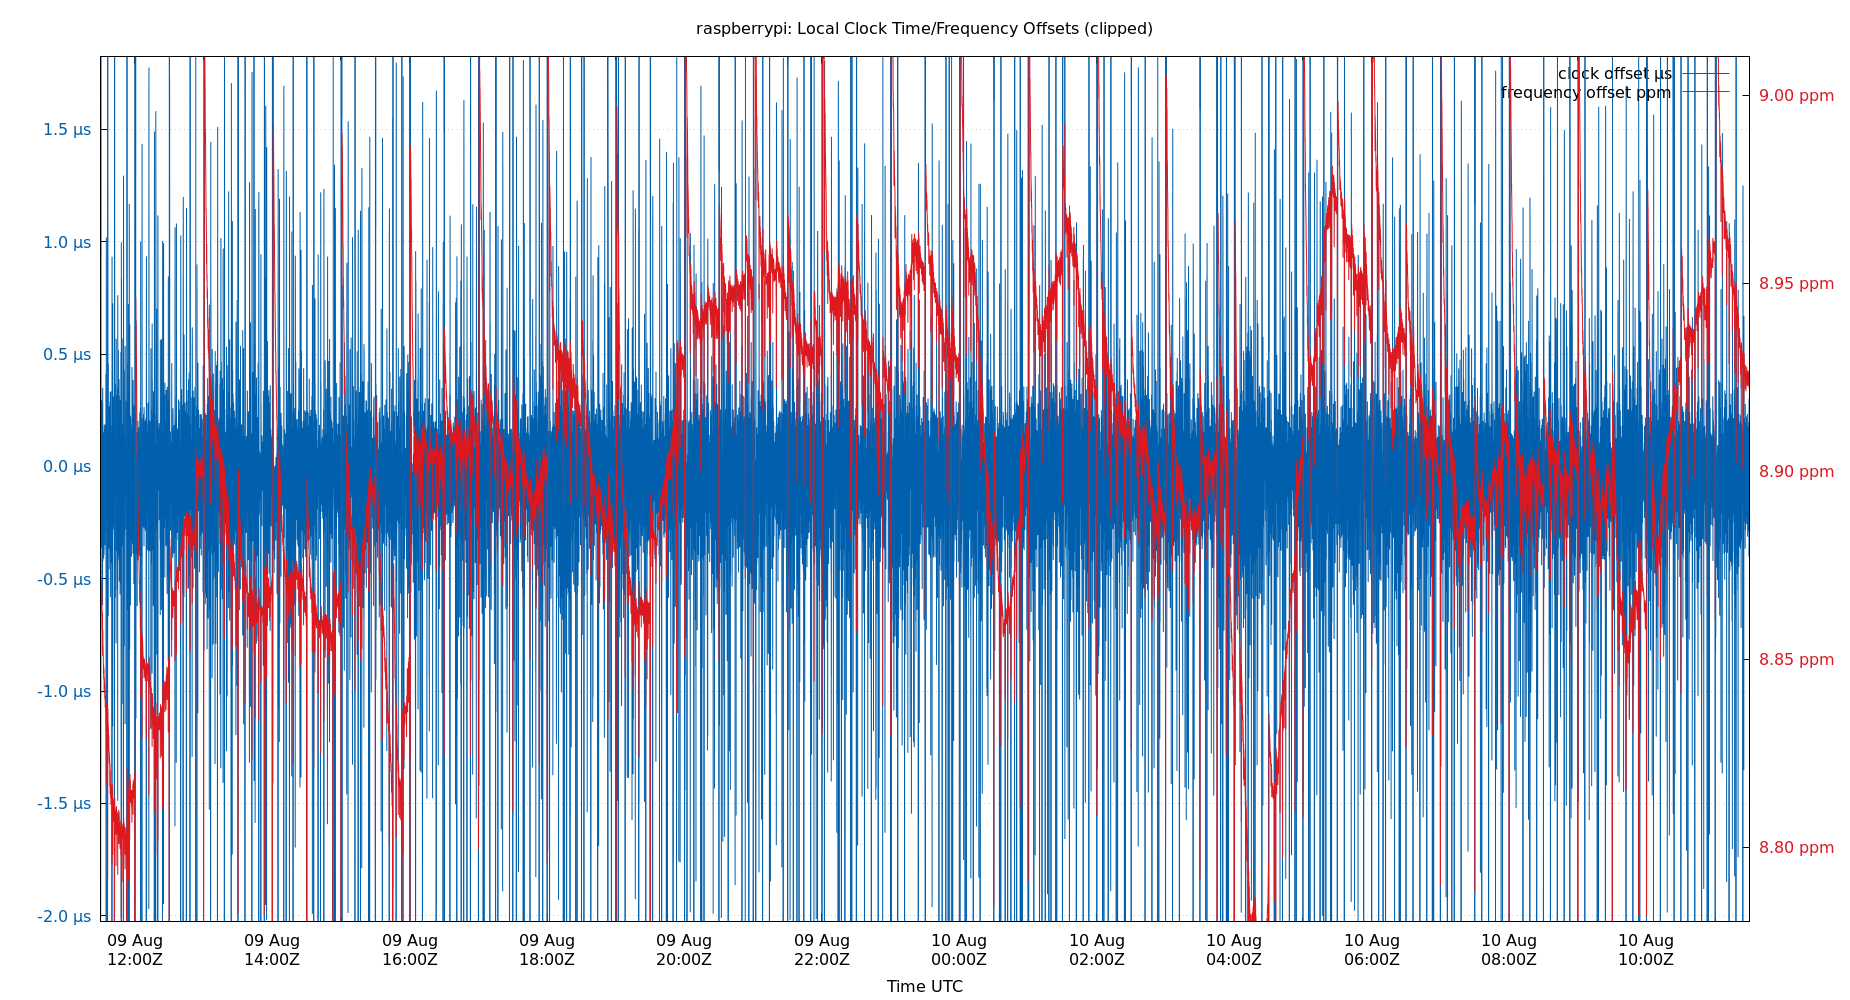 raspberrypi: Local Clock Time/Frequency Offsets (clipped)
clock offset µs
frequency offset ppm
1.5 µs
1.0 µs
0.5 µs
0.0 µs
-0.5 µs
-1.0 µs
-1.5 µs
-2.0 µs
9.00 ppm
8.95 ppm
8.90 ppm
8.85 ppm
8.80 ppm
09 Aug
12:00Z
09 Aug
14:00Z
09 Aug
16:00Z
09 Aug
18:00Z
09 Aug
20:00Z
09 Aug
22:00Z
10 Aug
00:00Z
10 Aug
02:00Z
10 Aug
04:00Z
10 Aug
06:00Z
10 Aug
08:00Z
10 Aug
10:00Z
Time UTC